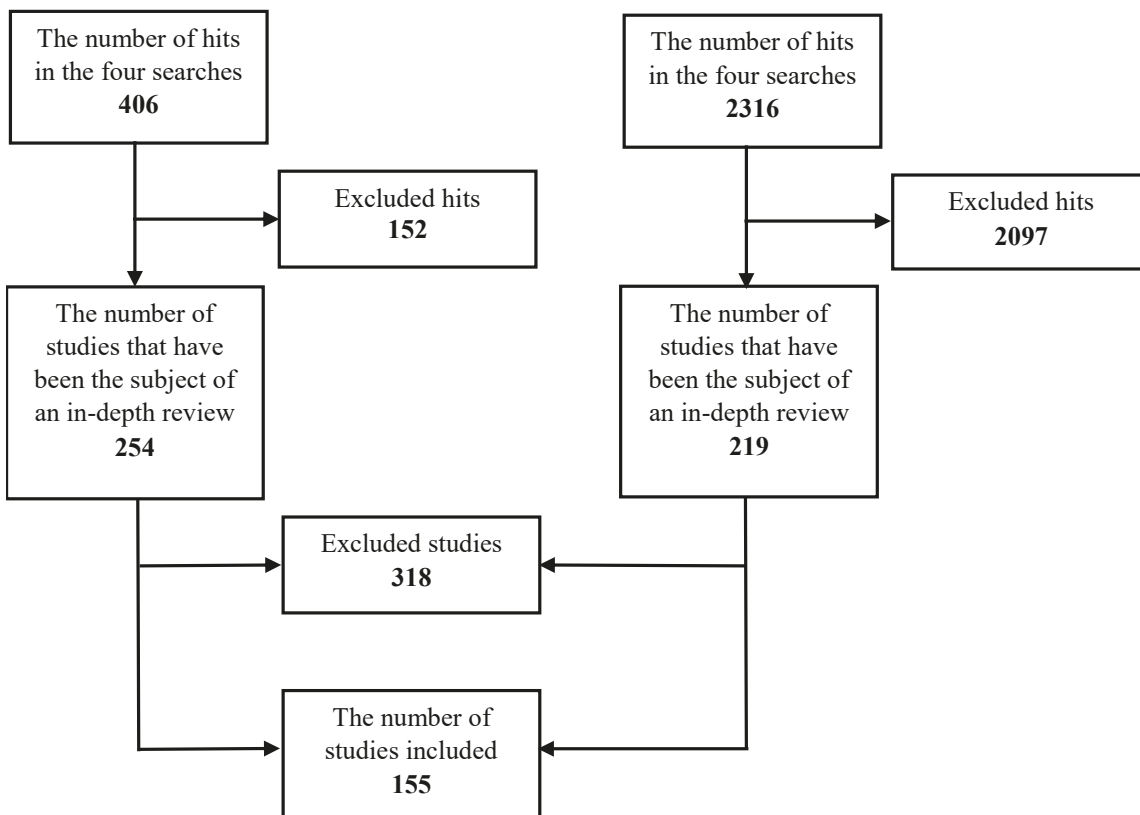 The number of hits
in the four searches
406
The number of hits
in the four searches
2316
Excluded hits
152
Excluded hits
2097
The number of
studies that have
been the subject of
an in-depth review
254
The number of
studies that have
been the subject of
an in-depth review
219
Excluded studies
318
The number of
studies included
155